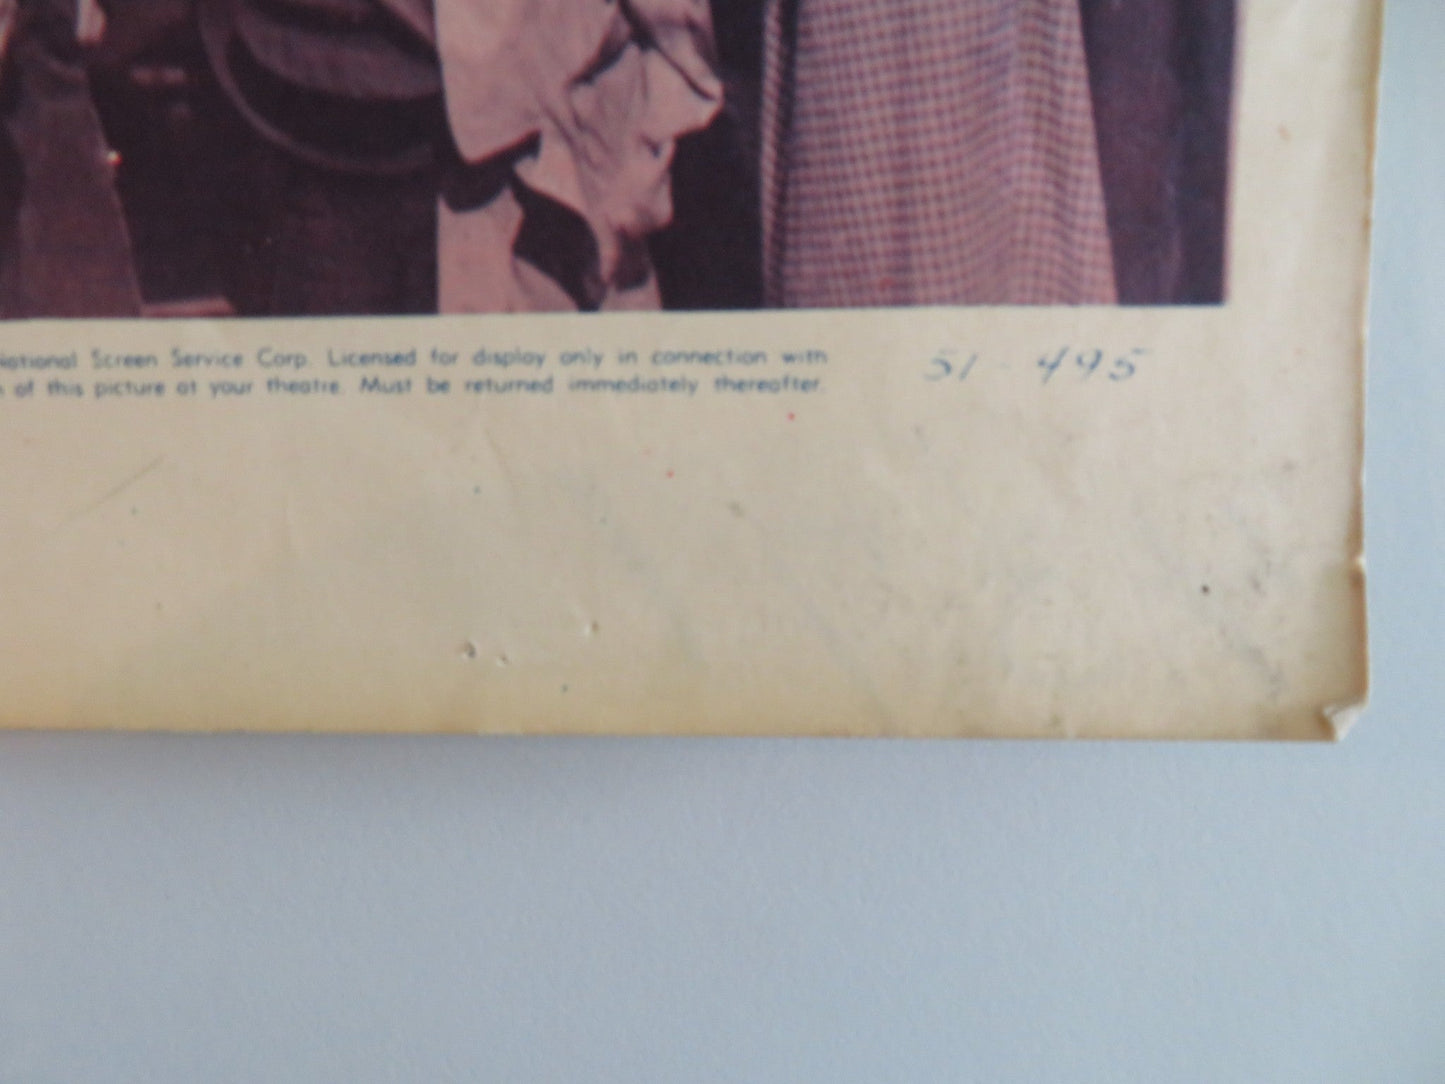 National Screen Service Corp. Licensed for display only in connection with 51-495
of this picture at your theatre. Must be returned immediately thereafter.